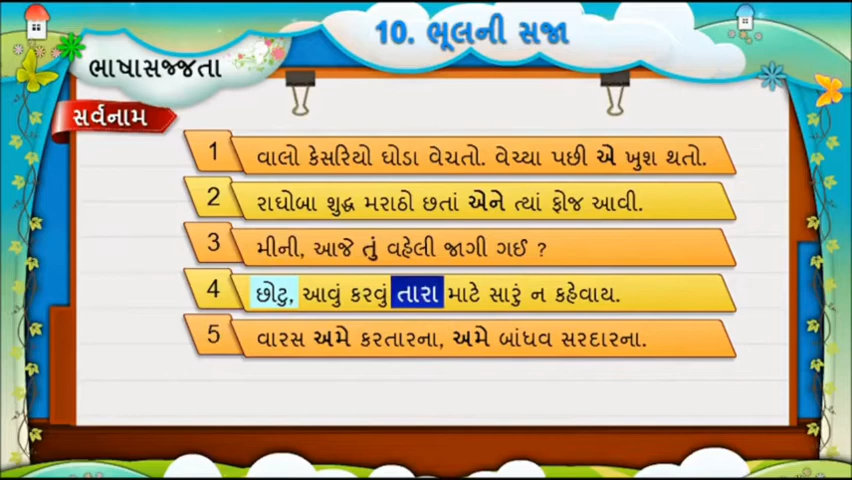 10. ભૂલની સજા
ભાષાસજ્જતા
સર્વનામ
1 વાલો કેસરિયો ઘોડા વેચતો. વેચ્યા પછી એ ખુશ થતો.
2 રાઘોબા શુદ્ધ મરાઠો છતાં એને ત્યાં ફોજ આવી.
3 મીની, આજે તું વહેલી જાગી ગઈ ?
4 છોટુ, આવું કરવું તારા માટે સારું ન કહેવાય.
5 વારસ અમે કરતારના, અમે બાંધવ સરદારના.